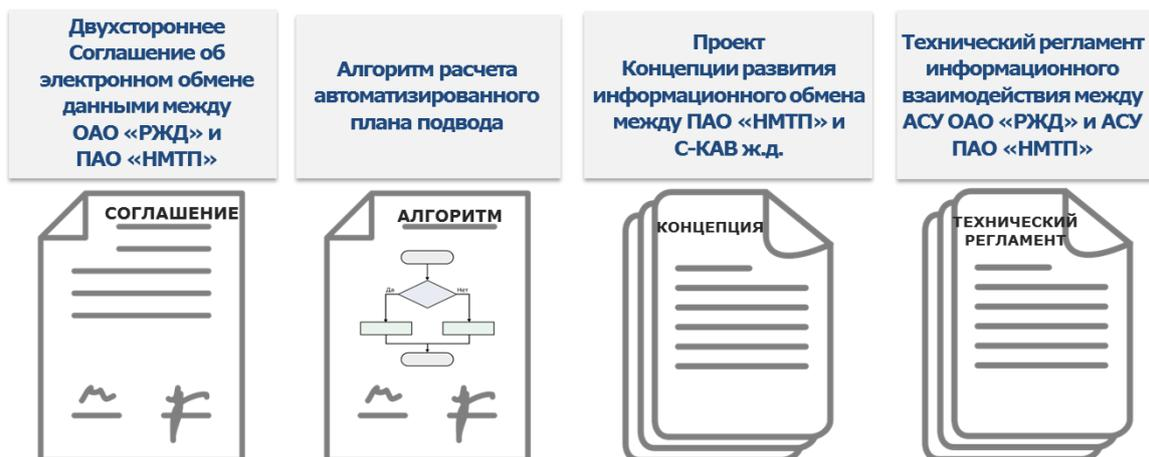 Двухстороннее
Соглашение об
электронном обмене
данными между
ОАО «РЖД» и
ПАО «НМТП»
Алгоритм расчета
автоматизированного
плана подвода
Проект
Концепции развития
информационного обмена
между ПАО «НМТП» и
С-КАВ ж.д.
Технический регламент
информационного
взаимодействия между
АСУ ОАО «РЖД» и АСУ
ПАО «НМТП»
СОГЛАШЕНИЕ
АЛГОРИТМ
Да
Нет
КОНЦЕПЦИЯ
ТЕХНИЧЕСКИЙ
РЕГЛАМЕНТ